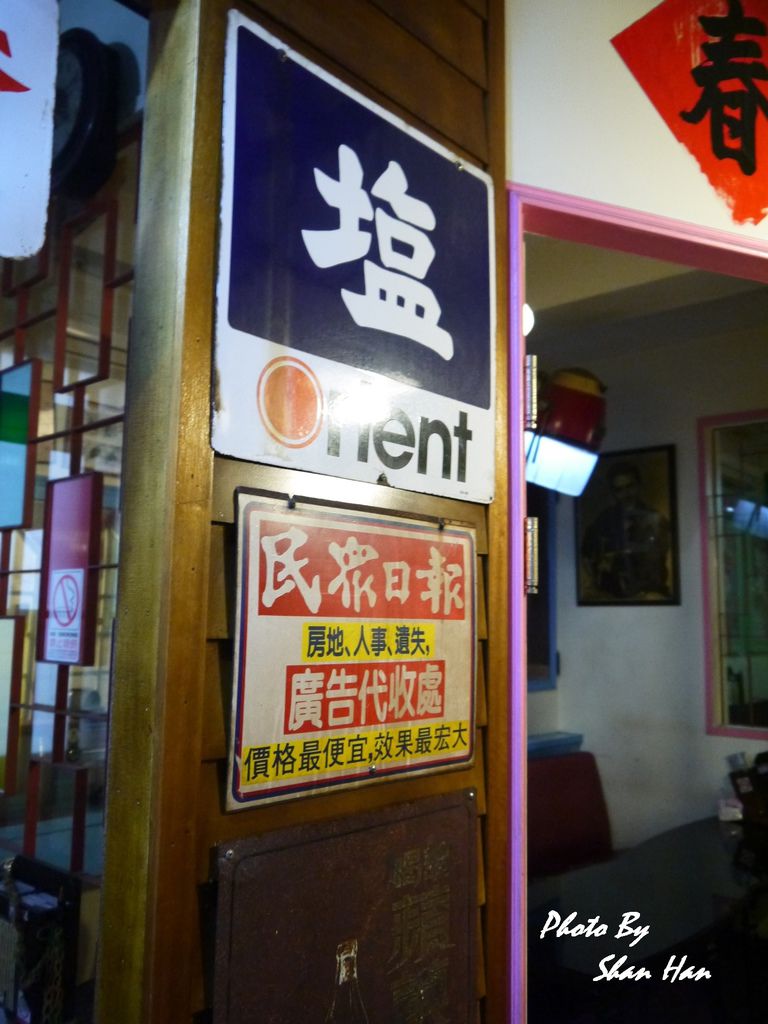 春
塩
Orient
民衆日報
房地、人事、遺失,
廣告代收處
價格最便宜,效果最宏大
Photo By
Shan Han